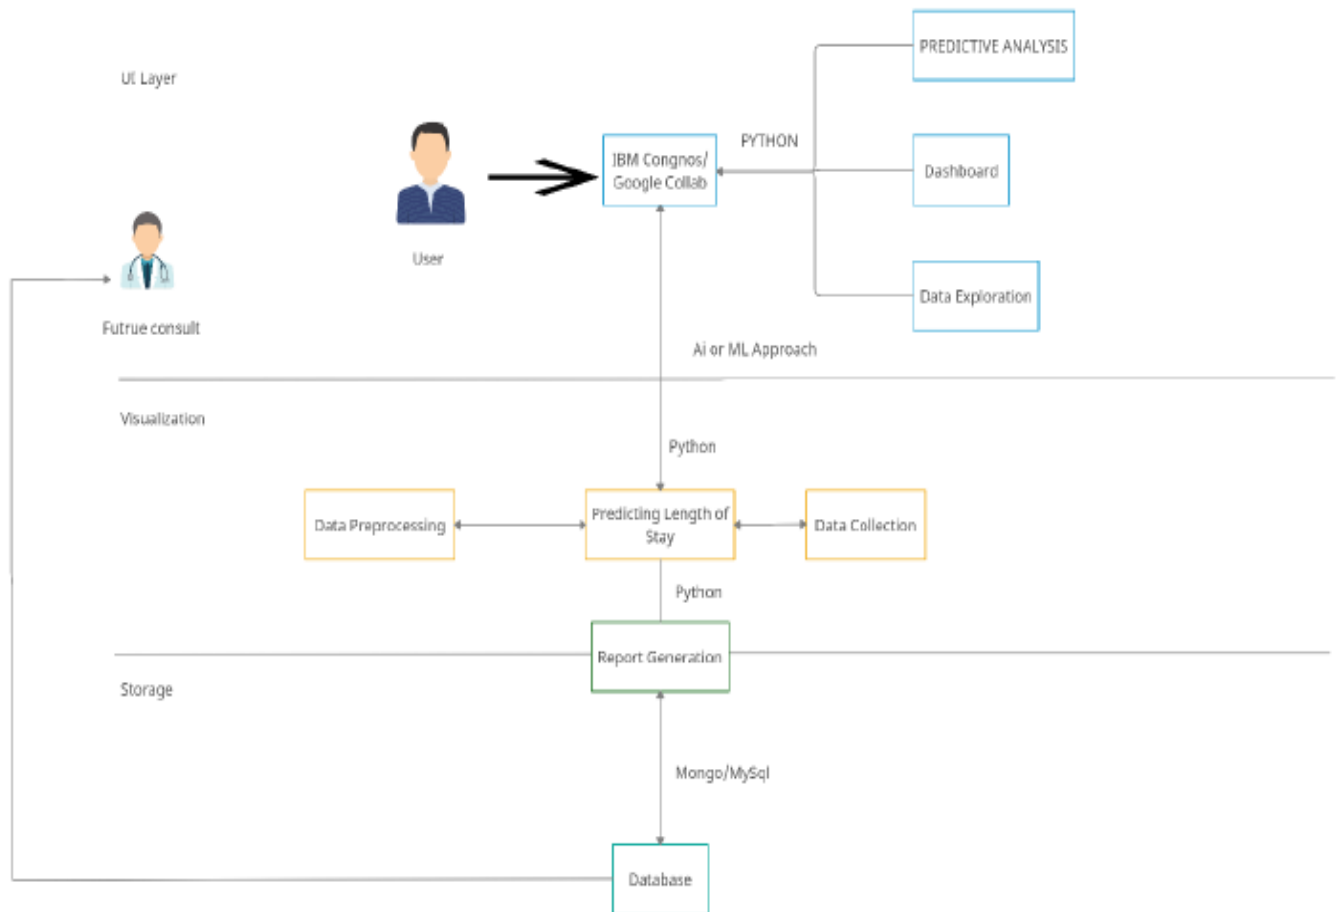 PREDICTIVE ANALYSIS
UI Layer
PYTHON
IBM Congnos/
Google Collab
Dashboard
User
Data Exploration
Futrue consult
Ai or ML Approach
Visualization
Python
Data Preprocessing
Predicting Length of
Stay
Data Collection
Python
Report Generation
Storage
Mongo/MySql
Database